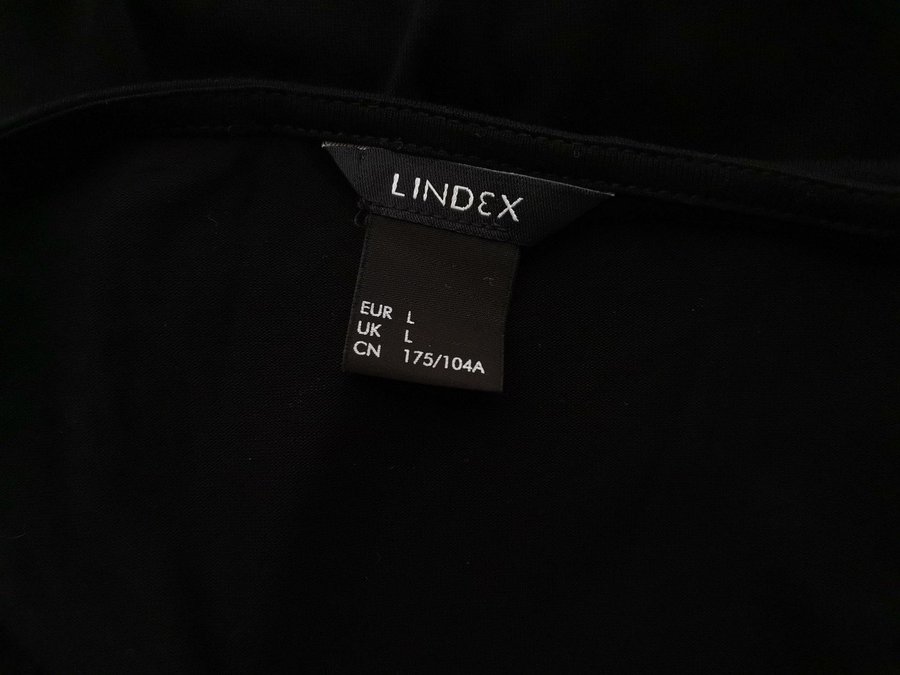 LINDEX
EUR L
UK L
CN 175/104A